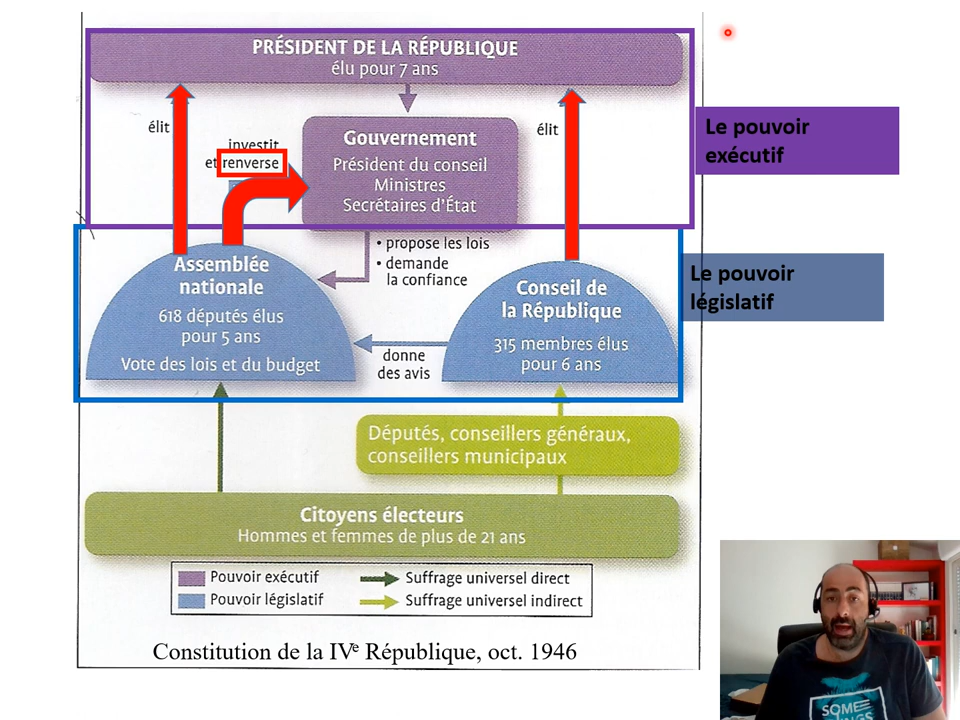 PRÉSIDENT DE LA RÉPUBLIQUE
élu pour 7 ans
élit
investit
et renverse
Gouvernement
Président du conseil
Ministres
Secrétaires d'État
élit
Le pouvoir
exécutif
• propose les lois
• demande
la confiance
Assemblée
nationale
618 députés élus
pour 5 ans
Vote des lois et du budget
donne
des avis
Conseil de
la République
315 membres élus
pour 6 ans
Le pouvoir
législatif
Députés, conseillers généraux,
conseillers municipaux
Citoyens électeurs
Hommes et femmes de plus de 21 ans
Pouvoir exécutif
Suffrage universel direct
Pouvoir législatif
Suffrage universel indirect
Constitution de la IVe République, oct. 1946
SOME